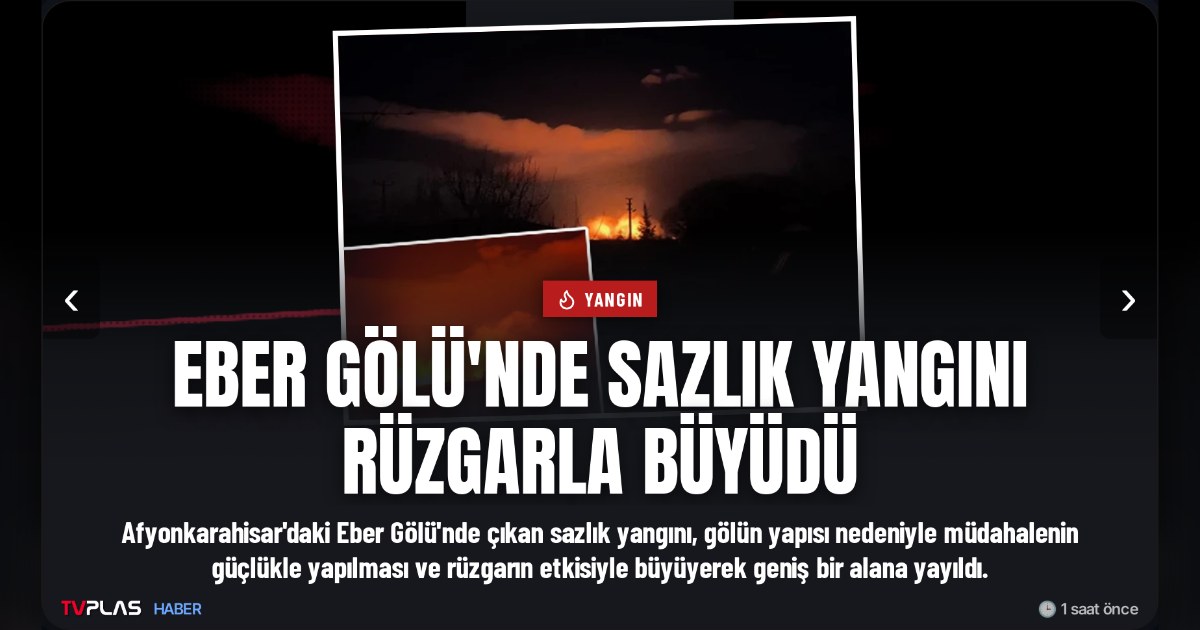 YANGIN
EBER GÖLÜ'NDE SAZLIK YANGINI
RÜZGARLA BÜYÜDÜ
Afyonkarahisar'daki Eber Gölü'nde çıkan sazlık yangını, gölün yapısı nedeniyle müdahalenin
güçlükle yapılması ve rüzgarın etkisiyle büyüyerek geniş bir alana yayıldı.
TVPLAS HABER
1 saat önce